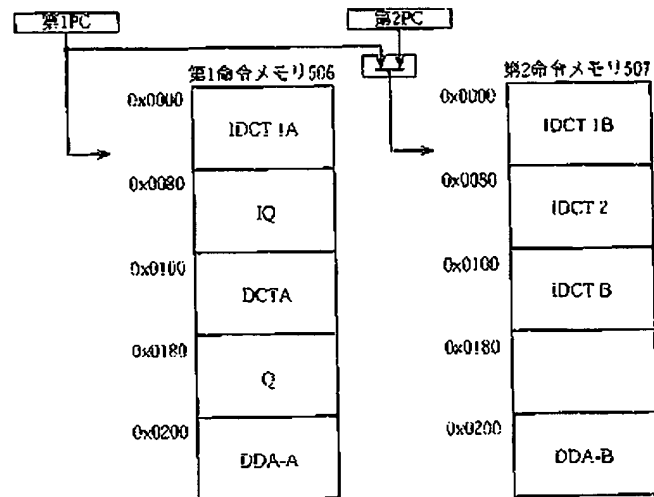 第1PC
第2PC
第1命令メモリ506
0x0000
IDCT 1A
0x0080
IQ
0x0100
DCTA
0x0180
Q
0x0200
DDA-A
第2命令メモリ507
0x0000
IDCT 1B
0x0080
IDCT 2
0x0100
IDCT B
0x0180
0x0200
DDA-B